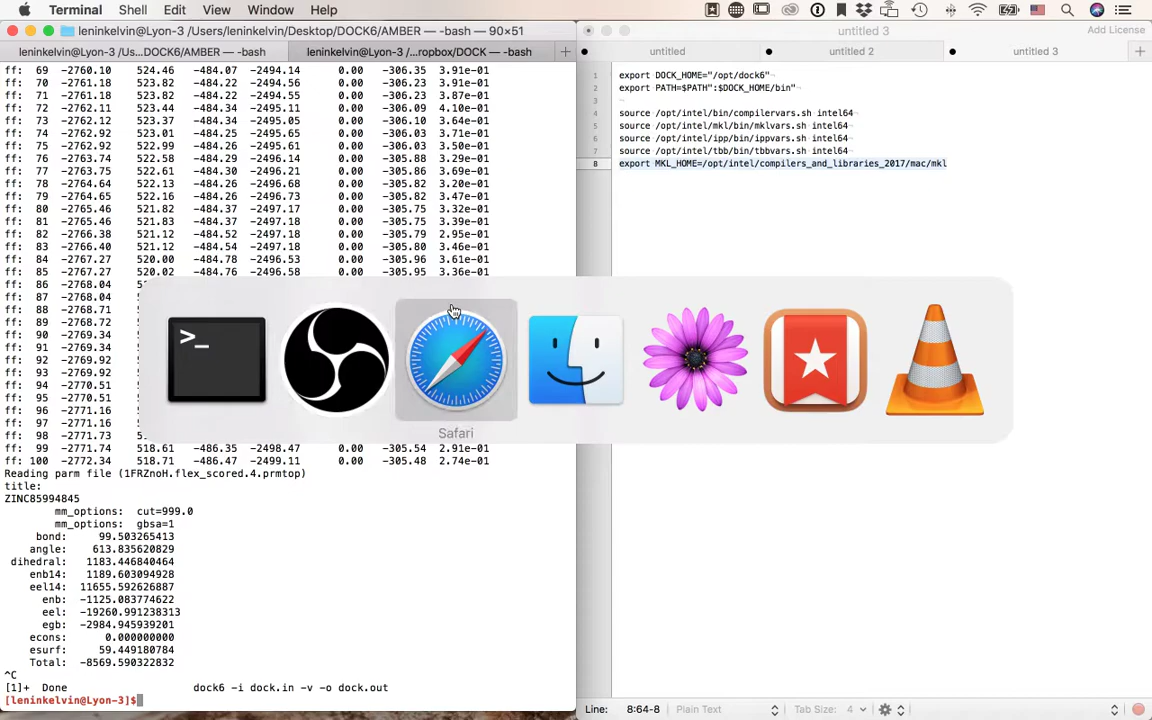 Terminal Shell Edit View Window Help
leninkelvin@Lyon-3 /Users/leninkelvin/Desktop/DOCK6/AMBER — -bash — 90×51
leninkelvin@Lyon-3 /Us...DOCK6/AMBER — -bash
leninkelvin@Lyon-3 /...ropbox/DOCK — -bash
ff: 69 -2760.10 524.46 -484.07 -2494.14 0.00 -306.35 3.91e-01
ff: 70 -2761.18 523.82 -484.22 -2494.56 0.00 -306.23 3.91e-01
ff: 71 -2761.18 523.82 -484.22 -2494.55 0.00 -306.23 3.87e-01
ff: 72 -2762.11 523.44 -484.34 -2495.11 0.00 -306.09 4.10e-01
ff: 73 -2762.92 523.12 -484.37 -2495.57 0.00 -306.10 3.64e-01
ff: 74 -2762.92 523.01 -484.25 -2495.65 0.00 -306.03 3.71e-01
ff: 75 -2762.92 522.99 -484.25 -2495.63 0.00 -306.03 3.50e-01
ff: 76 -2763.74 522.58 -484.29 -2496.14 0.00 -305.88 3.29e-01
ff: 77 -2763.75 522.61 -484.30 -2496.20 0.00 -305.86 3.69e-01
ff: 78 -2764.64 522.13 -484.26 -2496.68 0.00 -305.82 3.20e-01
ff: 79 -2764.65 522.16 -484.26 -2496.73 0.00 -305.82 3.47e-01
ff: 80 -2765.46 521.82 -484.37 -2497.17 0.00 -305.75 3.32e-01
ff: 81 -2765.46 521.83 -484.37 -2497.18 0.00 -305.75 3.39e-01
ff: 82 -2766.38 521.12 -484.52 -2497.18 0.00 -305.79 2.95e-01
ff: 83 -2766.40 521.12 -484.54 -2497.18 0.00 -305.80 3.46e-01
ff: 84 -2767.27 520.00 -484.78 -2496.53 0.00 -305.96 3.61e-01
ff: 85 -2767.27 520.02 -484.76 -2496.58 0.00 -305.95 3.36e-01
ff: 86 -2768.04
ff: 87 -2768.04
ff: 88 -2768.71
ff: 89 -2768.72
ff: 90 -2769.34
ff: 91 -2769.34
ff: 92 -2769.92
ff: 93 -2769.92
ff: 94 -2770.51
ff: 95 -2770.51
ff: 96 -2771.16
ff: 97 -2771.16
ff: 98 -2771.73
ff: 99 -2771.74 518.61 -486.35 -2498.47 0.00 -305.54 2.91e-01
ff: 100 -2772.34 518.71 -486.47 -2499.11 0.00 -305.48 2.74e-01
Reading parm file (1FRZnoH.flex_scored.4.prmtop)
title:
ZINC85994845
mm_options: cut=999.0
mm_options: gbsa=1
bond: 99.503265413
angle: 613.835620829
dihedral: 1183.446840464
enb14: 1189.603094928
eel14: 11655.592626887
enb: -1125.083774622
eel: -19260.991238313
egb: -2984.945939201
econs: 0.000000000
esurf: 59.449180784
Total: -8569.590322832
^C
[1]+ Done dock6 -i dock.in -v -o dock.out
[leninkelvin@Lyon-3]$
Safari
untitled 3
Add License
untitled untitled 2 untitled 3
1 export DOCK_HOME="/opt/dock6"¬
2 export PATH=$PATH":$DOCK_HOME/bin"¬
3 ¬
4 source /opt/intel/bin/compilervars.sh intel64¬
5 source /opt/intel/mkl/bin/mklvars.sh intel64¬
6 source /opt/intel/ipp/bin/ippvars.sh intel64¬
7 source /opt/intel/tbb/bin/tbbvars.sh intel64¬
8 export MKL_HOME=/opt/intel/compilers_and_libraries_2017/mac/mkl
Line: 8:64-8 Plain Text Tab Size: 4